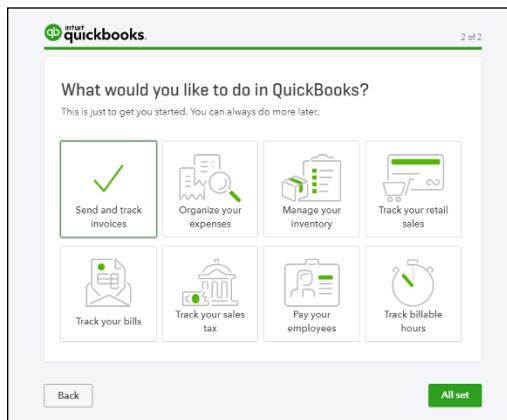 intuit
quickbooks.
2 of 2
What would you like to do in QuickBooks?
This is just to get you started. You can always do more later.
Send and track
invoices
Organize your
expenses
Manage your
inventory
Track your retail
sales
Track your bills
Track your sales
tax
Pay your
employees
Track billable
hours
Back
All set